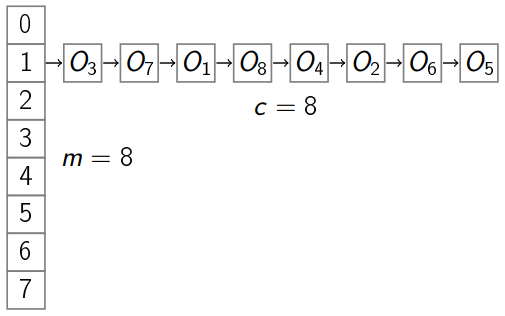 0
1 → O₃ → O₇ → O₁ → O₈ → O₄ → O₂ → O₆ → O₅
2
c = 8
3
m = 8
4
5
6
7